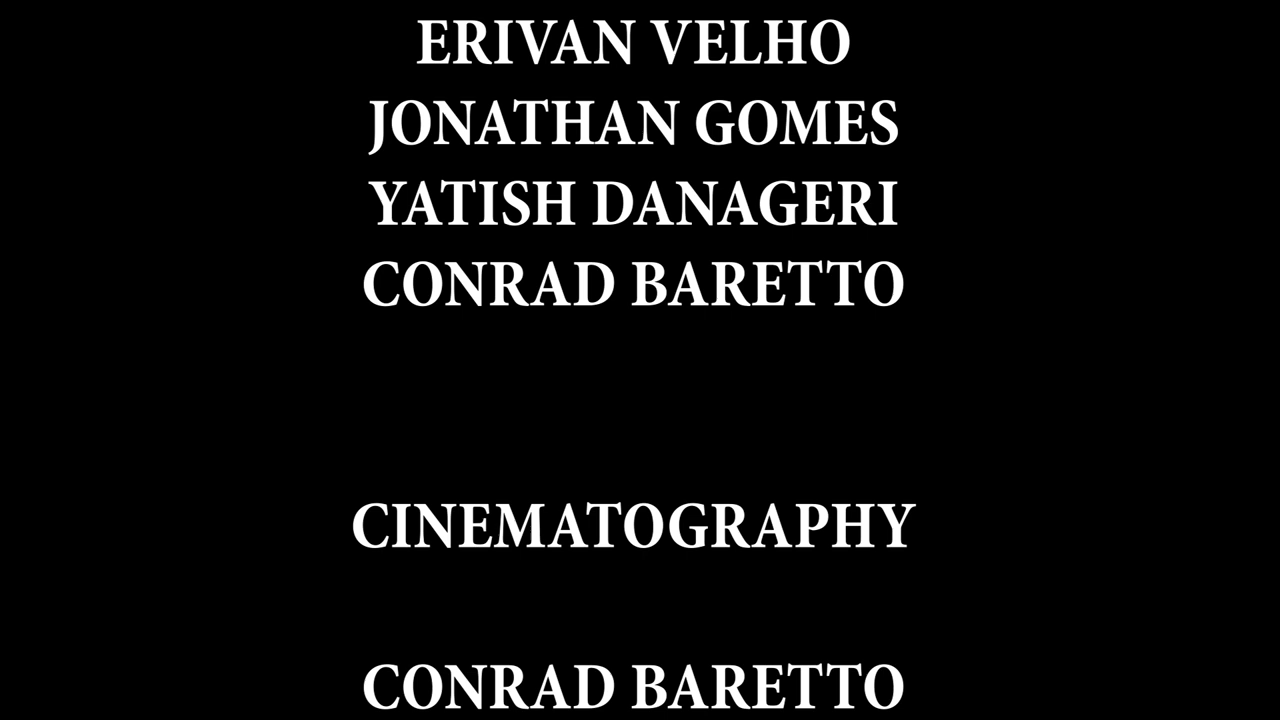 ERIVAN VELHO
JONATHAN GOMES
YATISH DANAGERI
CONRAD BARETTO
CINEMATOGRAPHY
CONRAD BARETTO